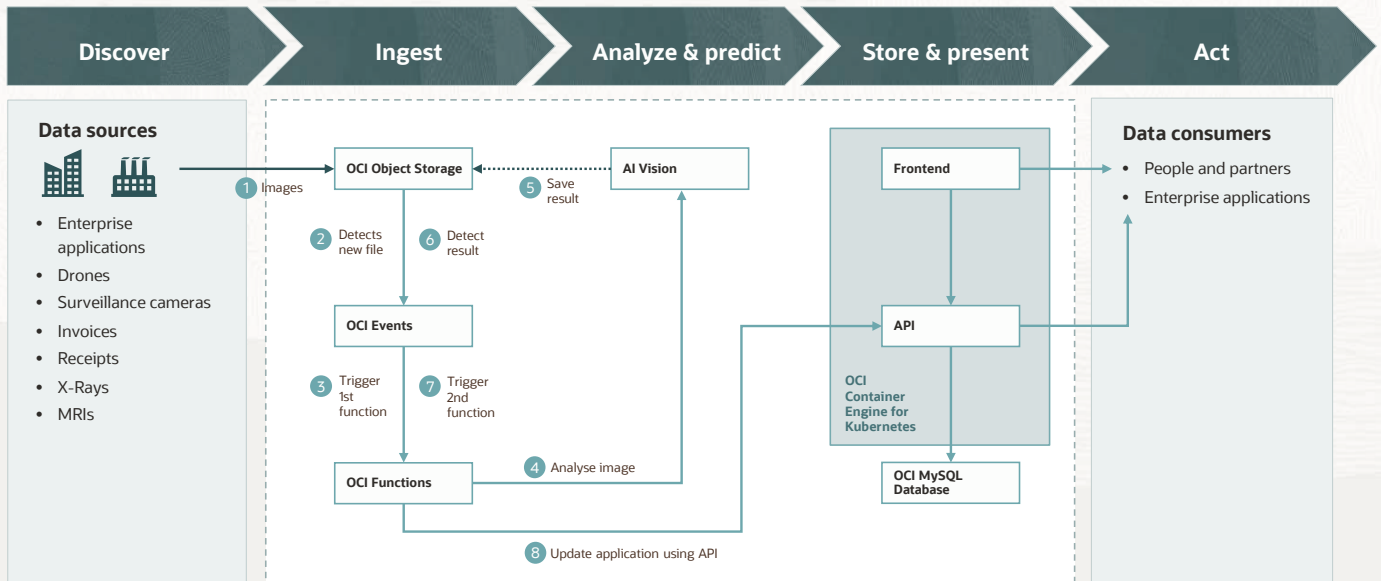 Discover
Ingest
Analyze & predict
Store & present
Act
Data sources
• Enterprise
applications
• Drones
• Surveillance cameras
• Invoices
• Receipts
• X-Rays
• MRIs
1 Images
OCI Object Storage
5 Save
result
AI Vision
2 Detects
new file
6 Detect
result
OCI Events
3 Trigger
1st
function
7 Trigger
2nd
function
OCI Functions
4 Analyse image
8 Update application using API
Frontend
API
OCI
Container
Engine for
Kubernetes
OCI MySQL
Database
Data consumers
• People and partners
• Enterprise applications